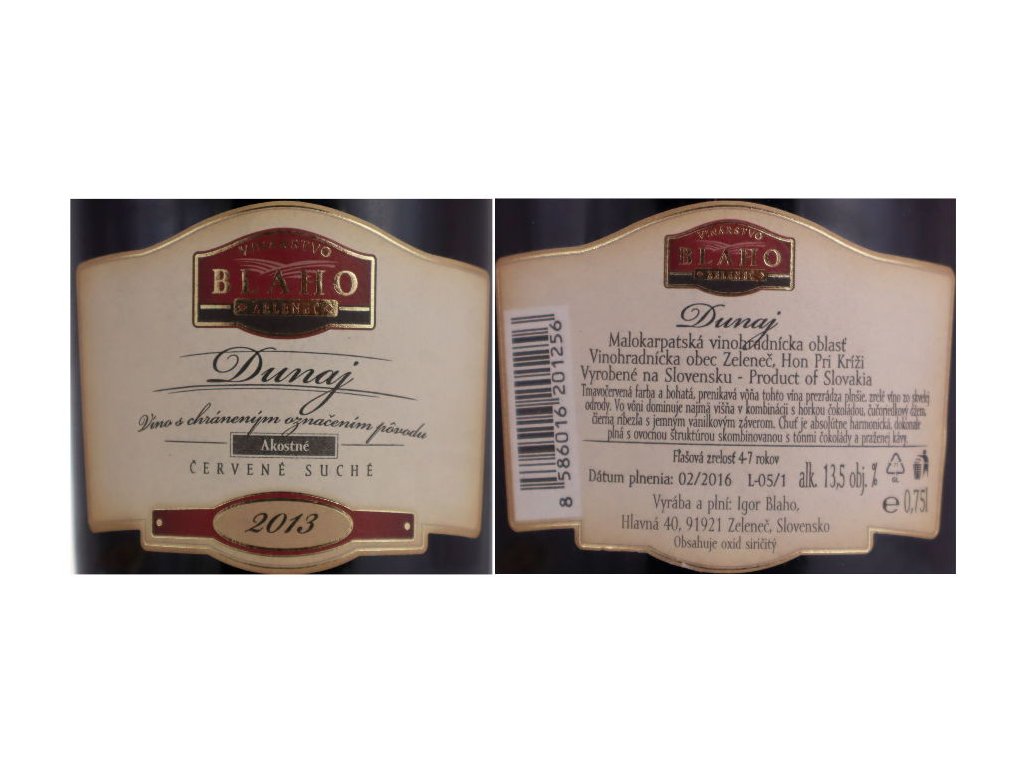 VINÁRSTVO
BLAHO
ZELENEČ
Dunaj
Víno s chráneným označením pôvodu
Akostné
ČERVENÉ SUCHÉ
2013
VINÁRSTVO
BLAHO
ZELENEČ
Dunaj
Malokarpatská vinohradnícka oblasť
Vinohradnícka obec Zeleneč, Hon Pri Kríži
Vyrobené na Slovensku - Product of Slovakia
Tmavočervená farba a bohatá, prenikavá vôňa tohto vína prezrádza plnšie, zrelé víno zo skvelej
odrody. Vo vôni dominuje najmä višňa v kombinácii s horkou čokoládou, čučoriedkový džem,
čierna ríbezľa s jemným vanilkovým záverom. Chuť je absolútne harmonická, dokonale
plná s ovocnou štruktúrou skombinovanou s tónmi čokolády a praženej kávy.
Fľašová zrelosť 4-7 rokov
Dátum plnenia: 02/2016 L-05/1 alk. 13,5 obj. %
GL
Vyrába a plní: Igor Blaho,
Hlavná 40, 91921 Zeleneč, Slovensko
Obsahuje oxid siričitý
e 0,75l
8 586016 201256